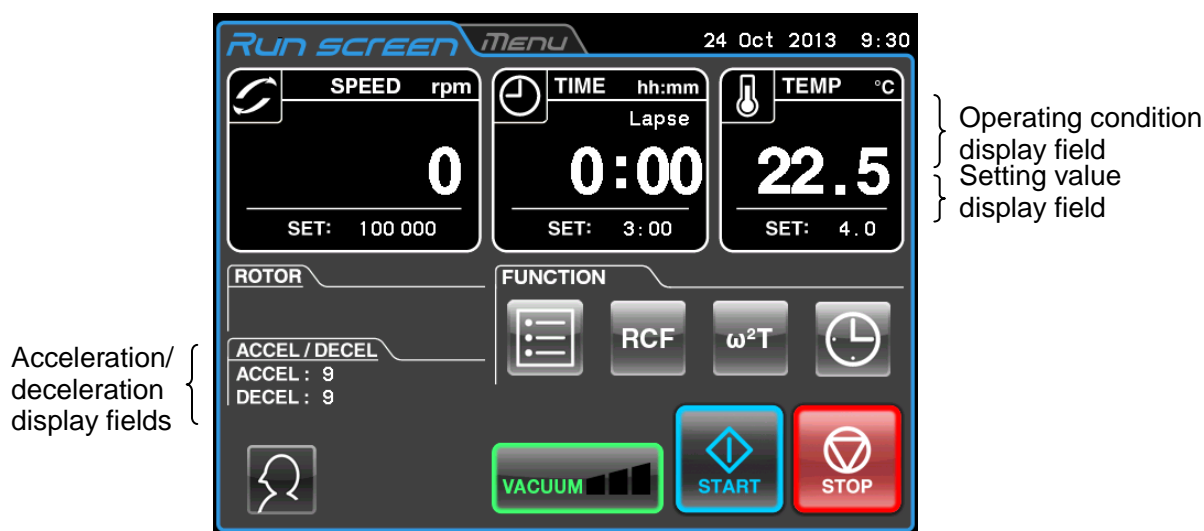 Run screen Menu 24 Oct 2013 9:30
SPEED rpm
0
SET: 100 000
TIME hh:mm
Lapse
0:00
SET: 3:00
TEMP °C
22.5
SET: 4.0
Operating condition
display field
Setting value
display field
ROTOR
FUNCTION
RCF
ω²T
Acceleration/
deceleration
display fields
ACCEL / DECEL
ACCEL : 9
DECEL : 9
VACUUM
START
STOP